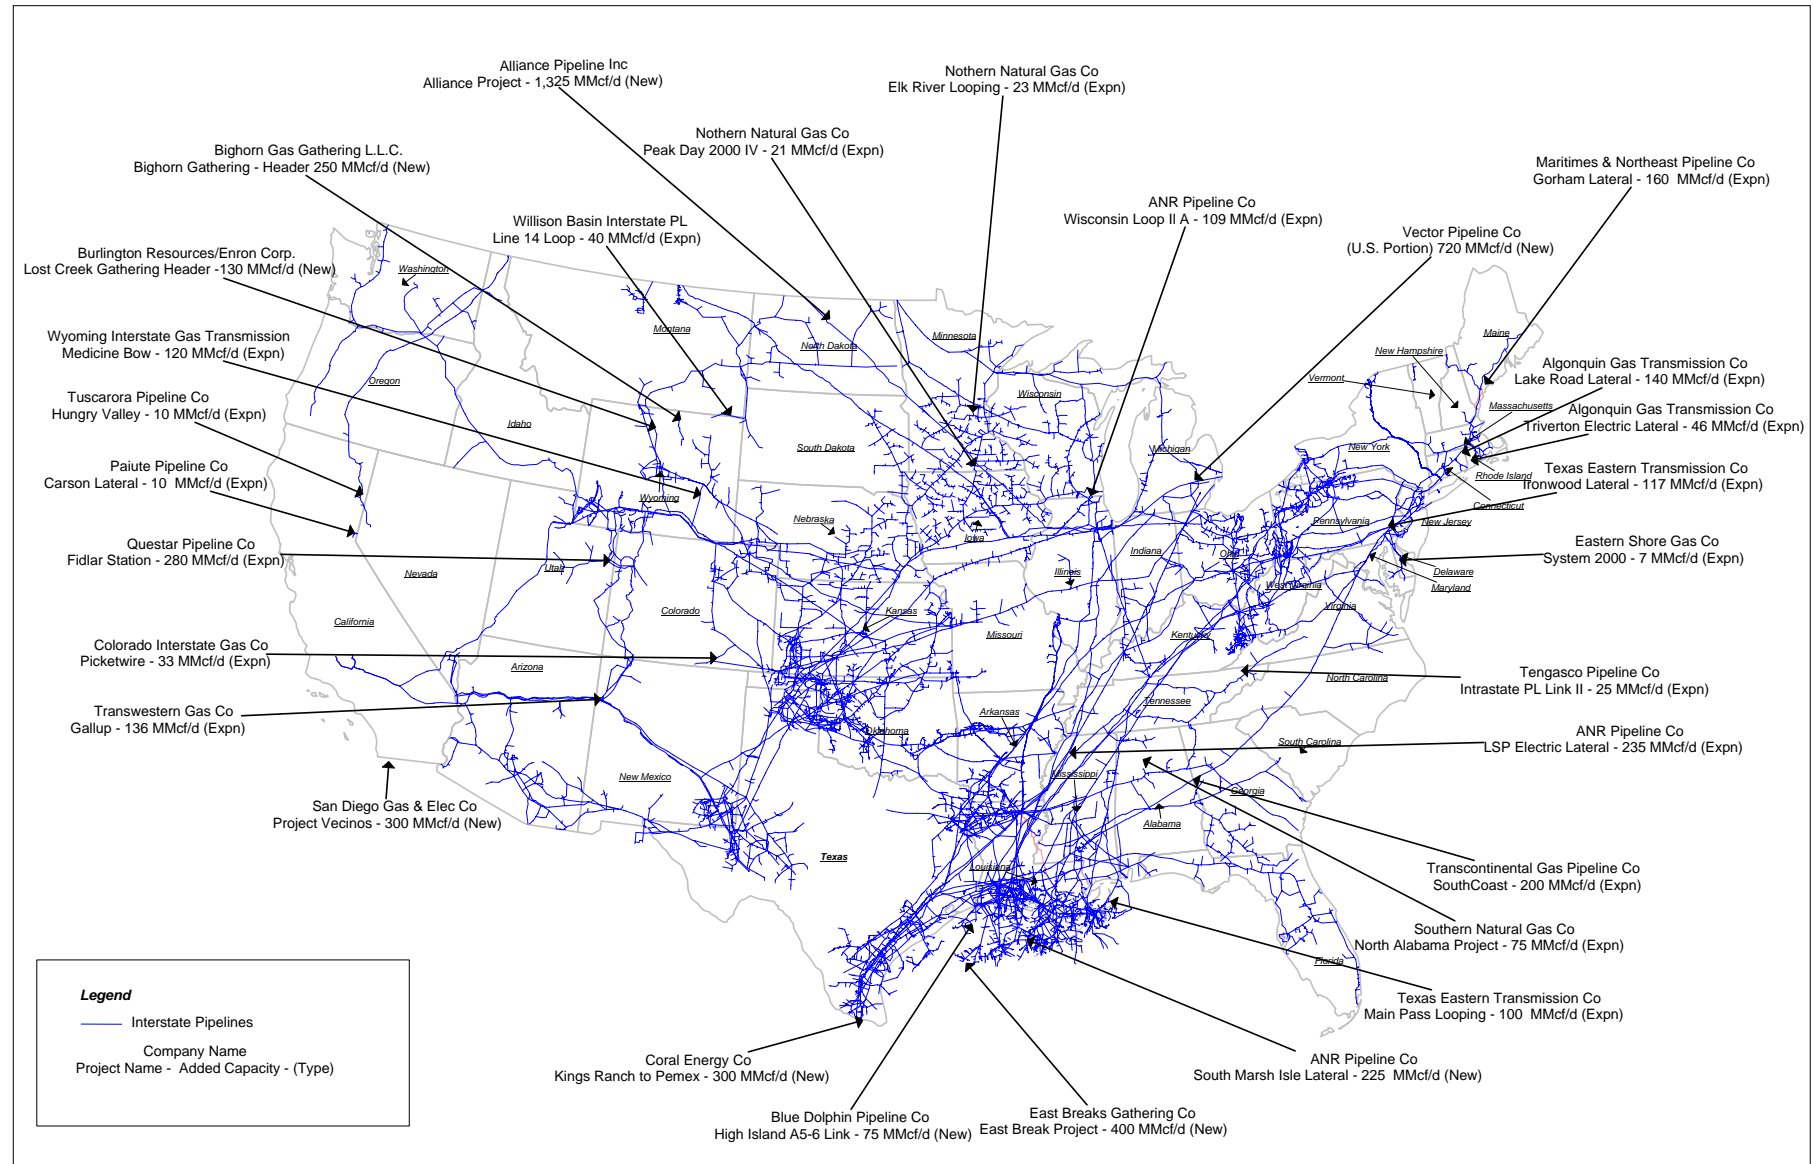 Alliance Pipeline Inc
Alliance Project - 1,325 MMcf/d (New)
Nothern Natural Gas Co
Elk River Looping - 23 MMcf/d (Expn)
Nothern Natural Gas Co
Peak Day 2000 IV - 21 MMcf/d (Expn)
Bighorn Gas Gathering L.L.C.
Bighorn Gathering - Header 250 MMcf/d (New)
Maritimes & Northeast Pipeline Co
Gorham Lateral - 160 MMcf/d (Expn)
ANR Pipeline Co
Wisconsin Loop II A - 109 MMcf/d (Expn)
Willison Basin Interstate PL
Line 14 Loop - 40 MMcf/d (Expn)
Vector Pipeline Co
(U.S. Portion) 720 MMcf/d (New)
Burlington Resources/Enron Corp.
Lost Creek Gathering Header -130 MMcf/d (New)
Wyoming Interstate Gas Transmission
Medicine Bow - 120 MMcf/d (Expn)
Algonquin Gas Transmission Co
Lake Road Lateral - 140 MMcf/d (Expn)
Tuscarora Pipeline Co
Hungry Valley - 10 MMcf/d (Expn)
Algonquin Gas Transmission Co
Triverton Electric Lateral - 46 MMcf/d (Expn)
Paiute Pipeline Co
Carson Lateral - 10 MMcf/d (Expn)
Texas Eastern Transmission Co
Ironwood Lateral - 117 MMcf/d (Expn)
Questar Pipeline Co
Fidlar Station - 280 MMcf/d (Expn)
Eastern Shore Gas Co
System 2000 - 7 MMcf/d (Expn)
Colorado Interstate Gas Co
Picketwire - 33 MMcf/d (Expn)
Tengasco Pipeline Co
Intrastate PL Link II - 25 MMcf/d (Expn)
Transwestern Gas Co
Gallup - 136 MMcf/d (Expn)
ANR Pipeline Co
LSP Electric Lateral - 235 MMcf/d (Expn)
San Diego Gas & Elec Co
Project Vecinos - 300 MMcf/d (New)
Transcontinental Gas Pipeline Co
SouthCoast - 200 MMcf/d (Expn)
Southern Natural Gas Co
North Alabama Project - 75 MMcf/d (Expn)
Texas Eastern Transmission Co
Main Pass Looping - 100 MMcf/d (Expn)
Coral Energy Co
Kings Ranch to Pemex - 300 MMcf/d (New)
ANR Pipeline Co
South Marsh Isle Lateral - 225 MMcf/d (New)
Blue Dolphin Pipeline Co
High Island A5-6 Link - 75 MMcf/d (New)
East Breaks Gathering Co
East Break Project - 400 MMcf/d (New)
Washington
Montana
North Dakota
Minnesota
Maine
New Hampshire
Vermont
Oregon
Idaho
Wisconsin
Massachusetts
South Dakota
Michigan
New York
Rhode Island
Wyoming
Connecticut
Nebraska
Iowa
Pennsylvania
New Jersey
Indiana
Ohio
Nevada
Utah
Illinois
West Virginia
Delaware
Maryland
Colorado
Kansas
Virginia
California
Missouri
Kentucky
Arizona
North Carolina
Tennessee
Arkansas
Oklahoma
South Carolina
New Mexico
Mississippi
Georgia
Alabama
Texas
Louisiana
Florida
Legend
Interstate Pipelines
Company Name
Project Name - Added Capacity - (Type)